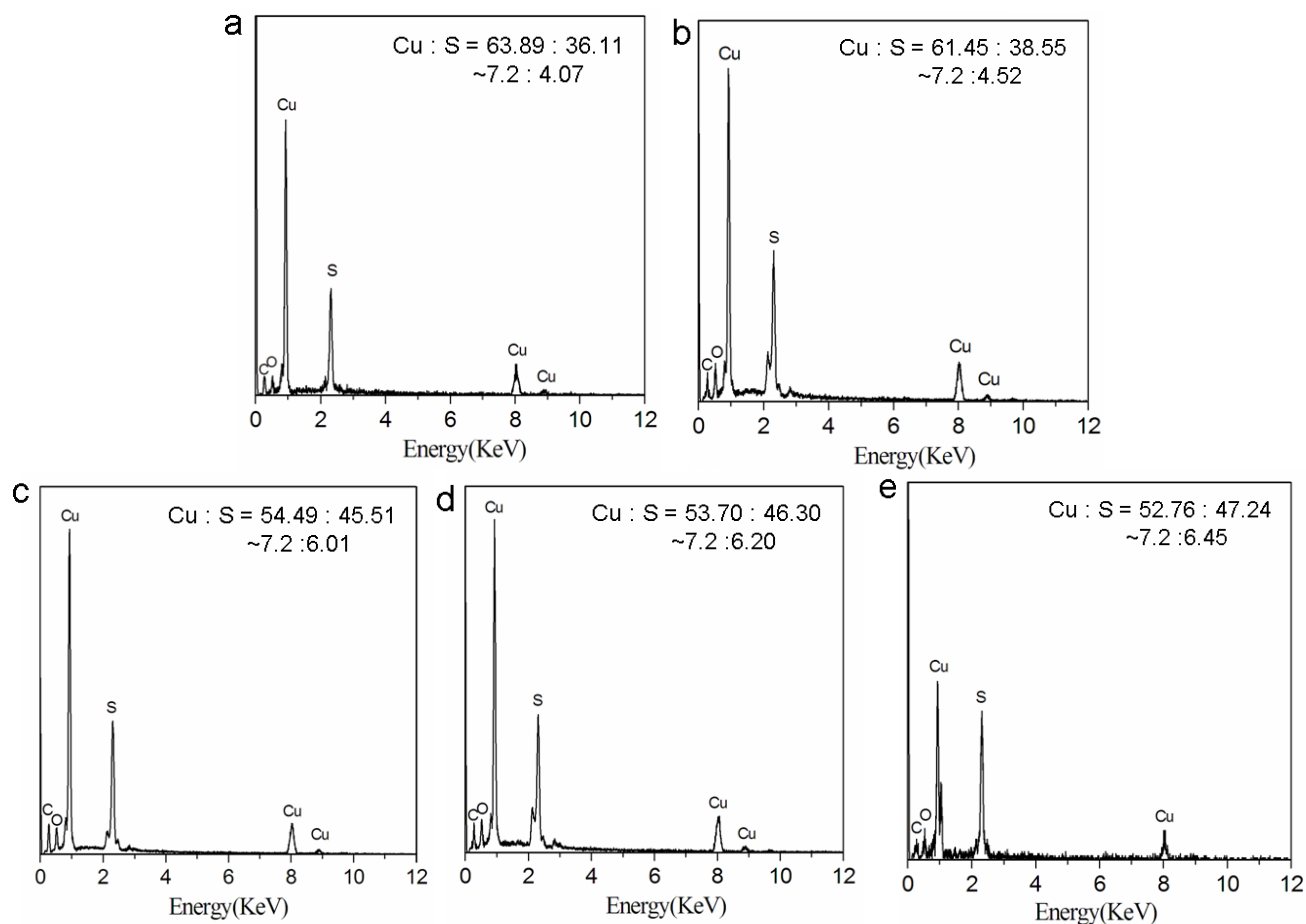 a
Cu : S = 63.89 : 36.11
~7.2 : 4.07
Cu
S
C
O
Cu
Cu
0 2 4 6 8 10 12
Energy(KeV)
b
Cu : S = 61.45 : 38.55
~7.2 :4.52
Cu
S
C
O
Cu
Cu
0 2 4 6 8 10 12
Energy(KeV)
c
Cu : S = 54.49 : 45.51
~7.2 :6.01
Cu
S
C
O
Cu
Cu
0 2 4 6 8 10 12
Energy(KeV)
d
Cu : S = 53.70 : 46.30
~7.2 :6.20
Cu
S
C
O
Cu
Cu
0 2 4 6 8 10 12
Energy(KeV)
e
Cu : S = 52.76 : 47.24
~7.2 :6.45
Cu
S
C
O
Cu
0 2 4 6 8 10 12
Energy(KeV)